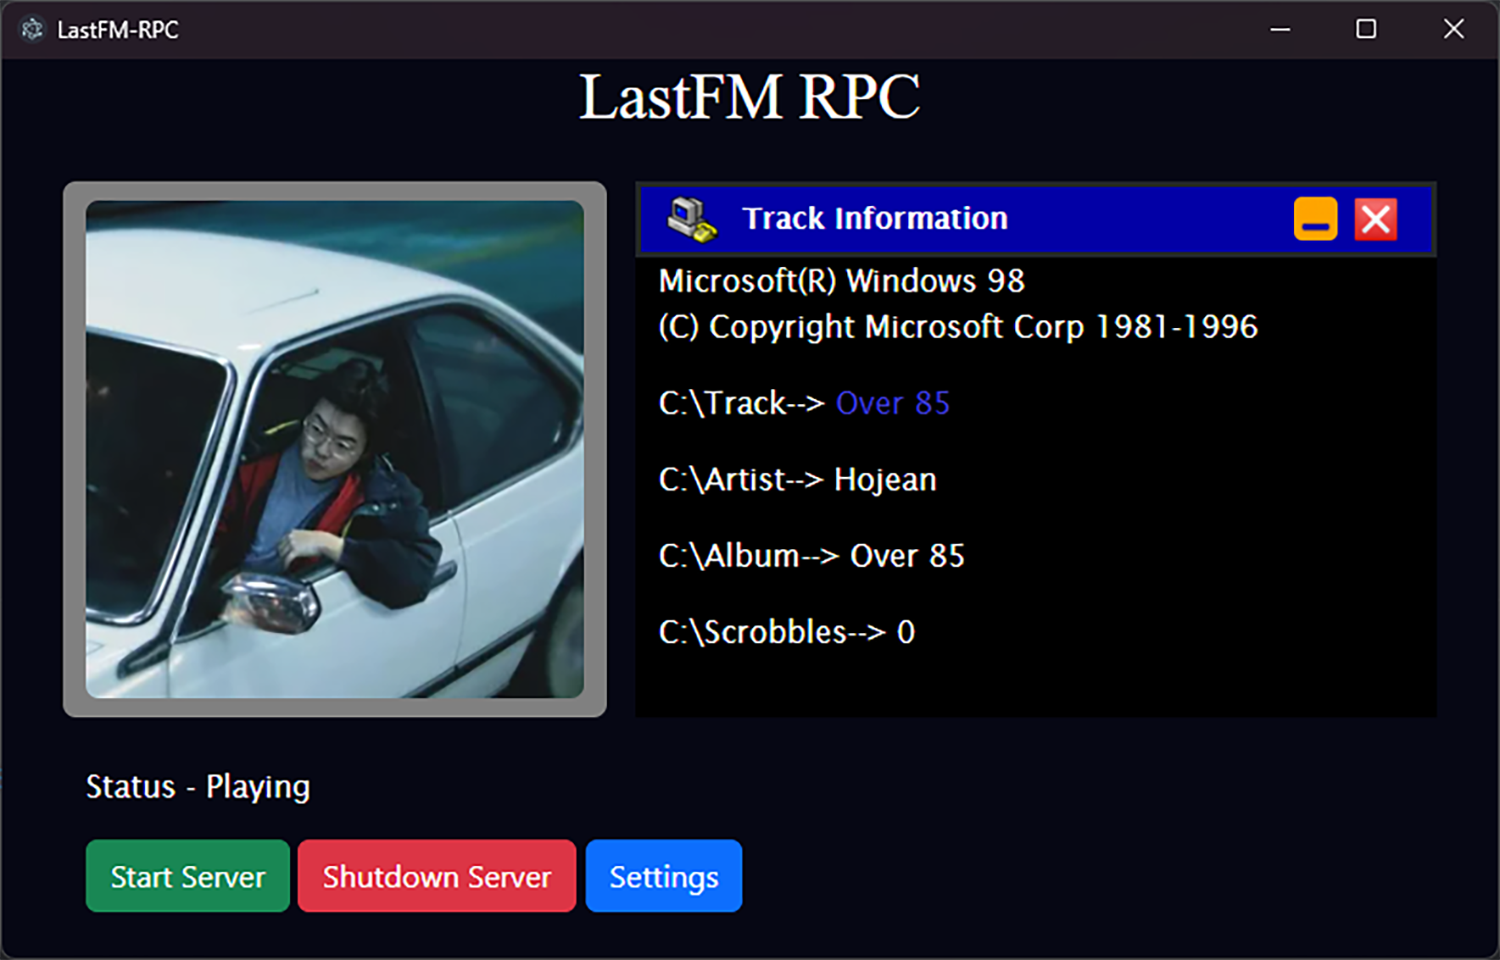 LastFM-RPC
LastFM RPC
Track Information
Microsoft(R) Windows 98
(C) Copyright Microsoft Corp 1981-1996
C:\Track--> Over 85
C:\Artist--> Hojean
C:\Album--> Over 85
C:\Scrobbles--> 0
Status - Playing
Start Server
Shutdown Server
Settings